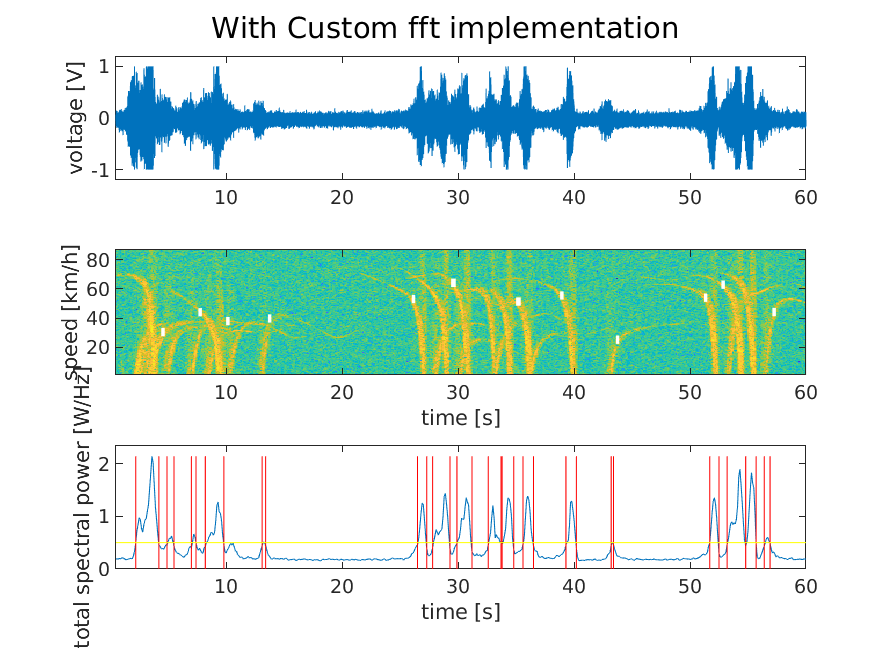 With Custom fft implementation
voltage [V]
1
0
-1
10 20 30 40 50 60
speed [km/h]
80
60
40
20
10 20 30 40 50 60
time [s]
total spectral power [W/Hz]
2
1
0
10 20 30 40 50 60
time [s]